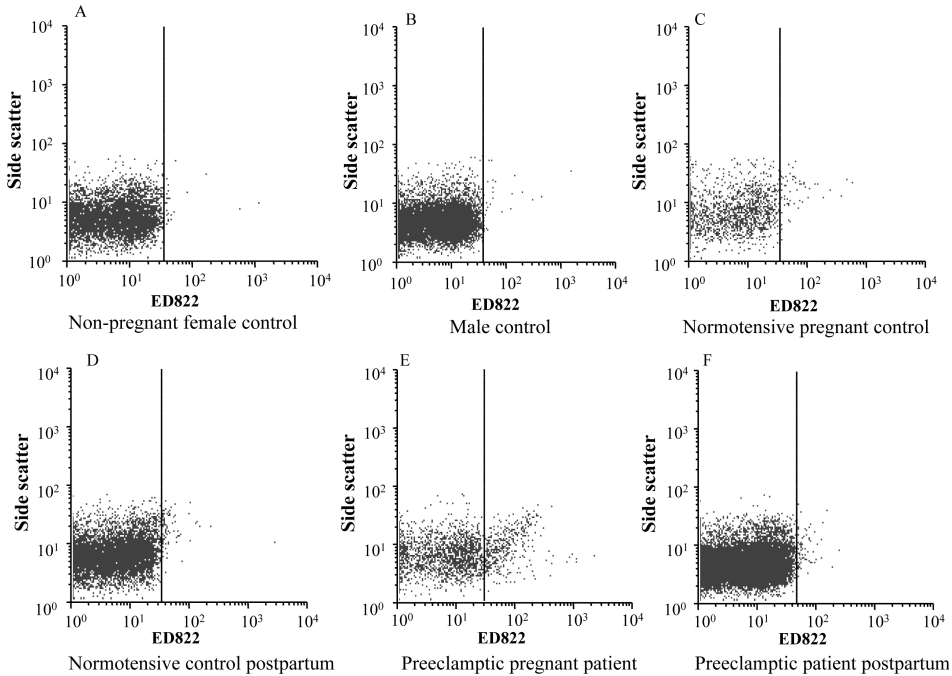 A
Side scatter
10⁴
10³
10²
10¹
10⁰
10⁰ 10¹ 10² 10³ 10⁴
ED822
Non-pregnant female control
B
Side scatter
10⁴
10³
10²
10¹
10⁰
10⁰ 10¹ 10² 10³ 10⁴
ED822
Male control
C
Side scatter
10⁴
10³
10²
10¹
10⁰
10⁰ 10¹ 10² 10³ 10⁴
ED822
Normotensive pregnant control
D
Side scatter
10⁴
10³
10²
10¹
10⁰
10⁰ 10¹ 10² 10³ 10⁴
ED822
Normotensive control postpartum
E
Side scatter
10⁴
10³
10²
10¹
10⁰
10⁰ 10¹ 10² 10³ 10⁴
ED822
Preeclamptic pregnant patient
F
Side scatter
10⁴
10³
10²
10¹
10⁰
10⁰ 10¹ 10² 10³ 10⁴
ED822
Preeclamptic patient postpartum